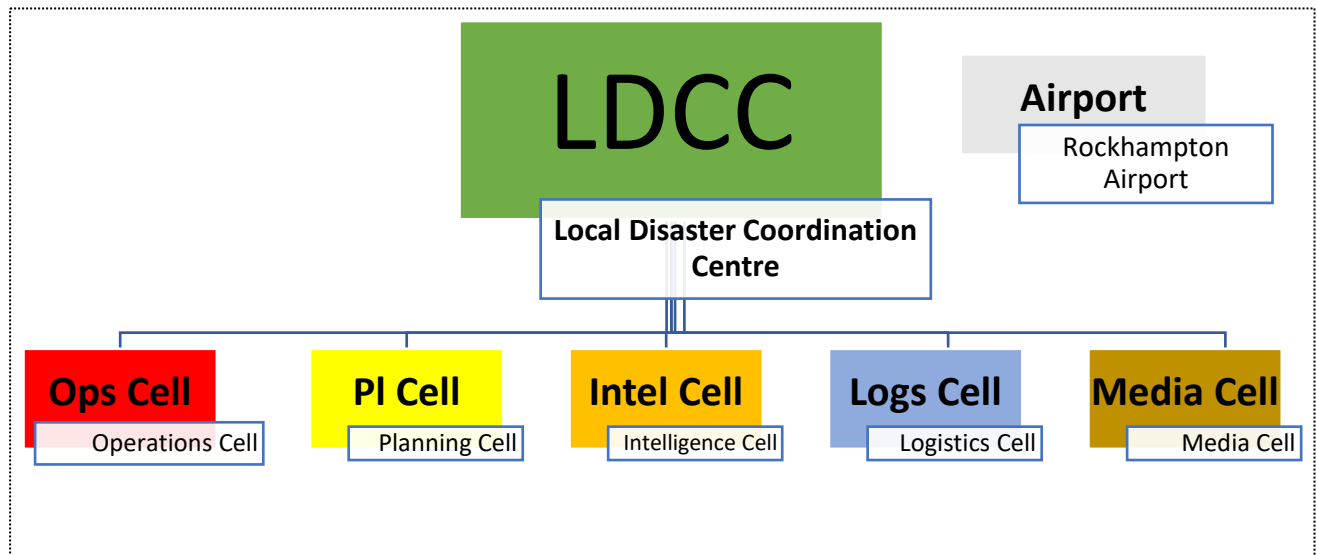 LDCC
Local Disaster Coordination
Centre
Airport
Rockhampton
Airport
Ops Cell
Operations Cell
Pl Cell
Planning Cell
Intel Cell
Intelligence Cell
Logs Cell
Logistics Cell
Media Cell
Media Cell